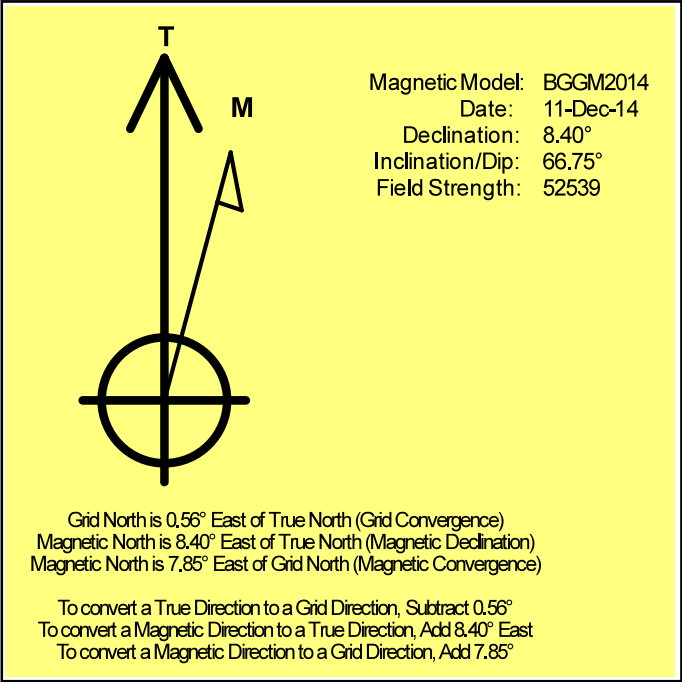 T
M
Magnetic Model: BGGM2014
Date: 11-Dec-14
Declination: 8.40°
Inclination/Dip: 66.75°
Field Strength: 52539
Grid North is 0.56° East of True North (Grid Convergence)
Magnetic North is 8.40° East of True North (Magnetic Declination)
Magnetic North is 7.85° East of Grid North (Magnetic Convergence)
To convert a True Direction to a Grid Direction, Subtract 0.56°
To convert a Magnetic Direction to a True Direction, Add 8.40° East
To convert a Magnetic Direction to a Grid Direction, Add 7.85°